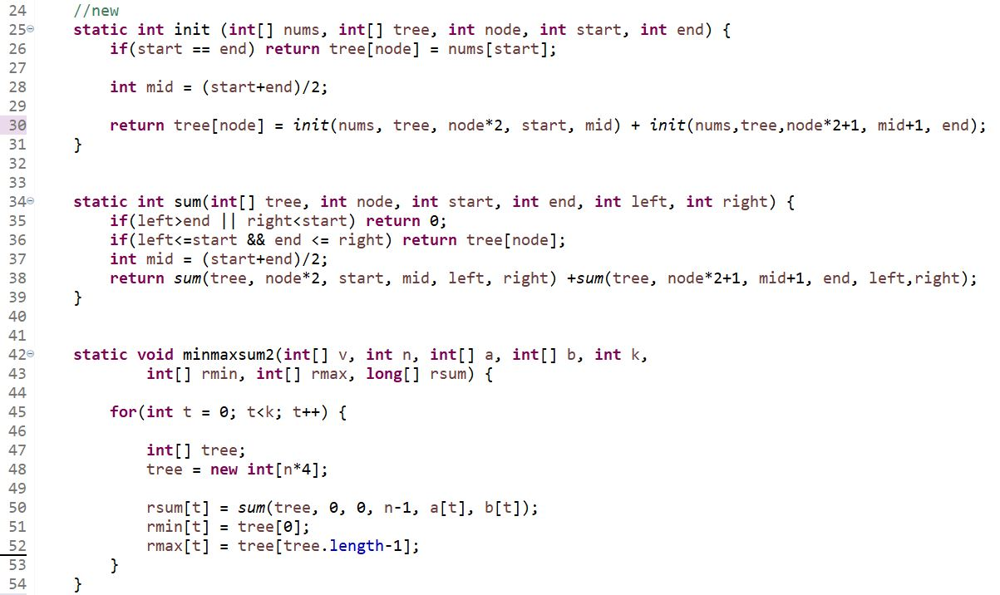 24 //new
25 static int init (int[] nums, int[] tree, int node, int start, int end) {
26 if(start == end) return tree[node] = nums[start];
27
28 int mid = (start+end)/2;
29
30 return tree[node] = init(nums, tree, node*2, start, mid) + init(nums,tree,node*2+1, mid+1, end);
31 }
32
33
34 static int sum(int[] tree, int node, int start, int end, int left, int right) {
35 if(left>end || right<start) return 0;
36 if(left<=start && end <= right) return tree[node];
37 int mid = (start+end)/2;
38 return sum(tree, node*2, start, mid, left, right) +sum(tree, node*2+1, mid+1, end, left,right);
39 }
40
41
42 static void minmaxsum2(int[] v, int n, int[] a, int[] b, int k,
43 int[] rmin, int[] rmax, long[] rsum) {
44
45 for(int t = 0; t<k; t++) {
46
47 int[] tree;
48 tree = new int[n*4];
49
50 rsum[t] = sum(tree, 0, 0, n-1, a[t], b[t]);
51 rmin[t] = tree[0];
52 rmax[t] = tree[tree.length-1];
53 }
54 }